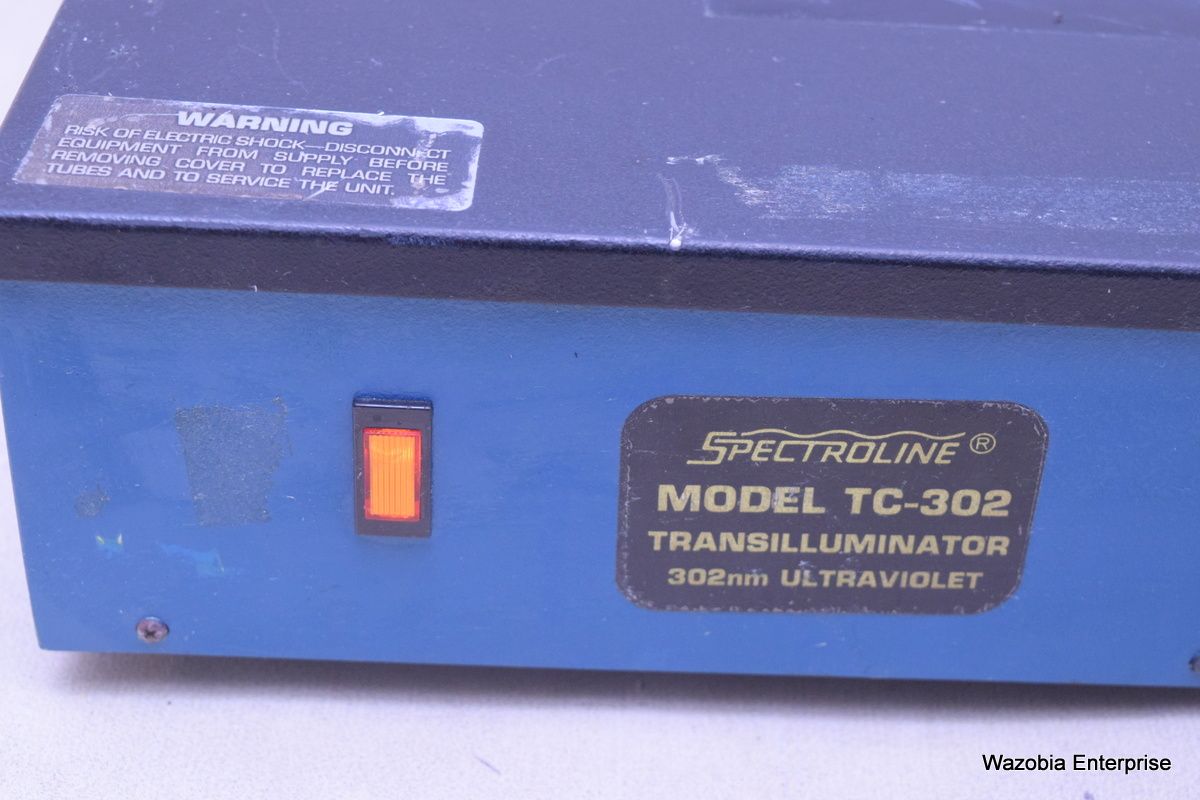 WARNING
RISK OF ELECTRIC SHOCK—DISCONNECT
EQUIPMENT FROM SUPPLY BEFORE
REMOVING COVER TO REPLACE THE
TUBES AND TO SERVICE THE UNIT.
SPECTROLINE ®
MODEL TC-302
TRANSILLUMINATOR
302nm ULTRAVIOLET
Wazobia Enterprise